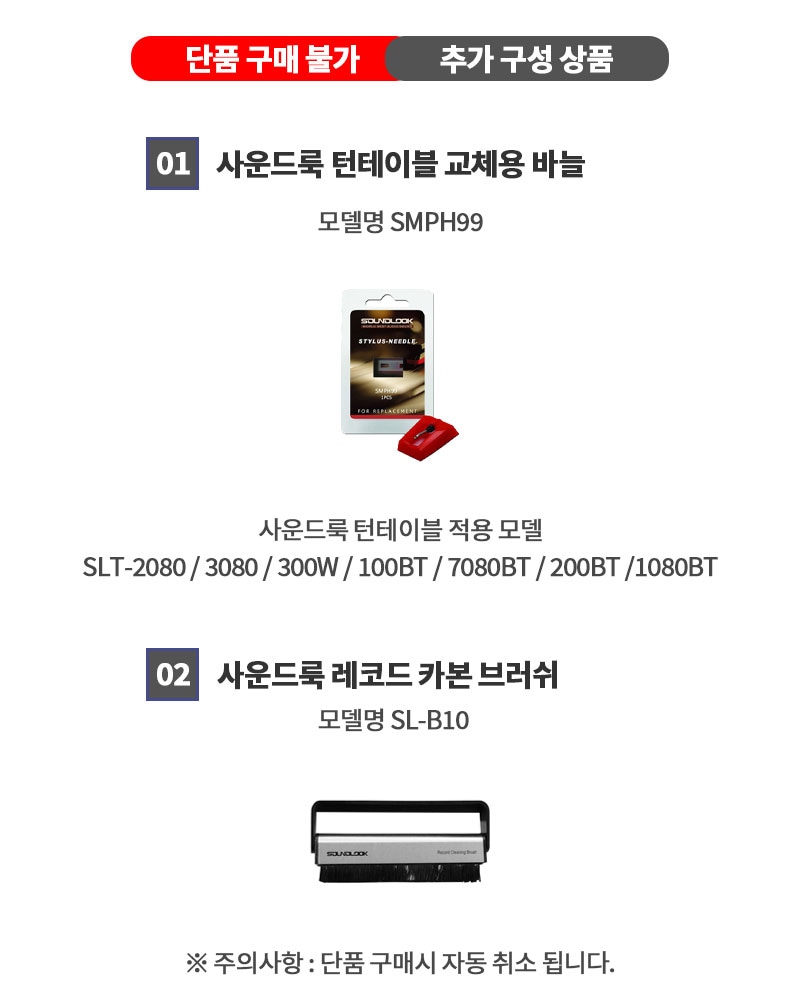 단품 구매 불가 추가 구성 상품
01 사운드룩 턴테이블 교체용 바늘
모델명 SMPH99
SOUNDLOOK
STYLUS-NEEDLE
SMPH99
1PCS
FOR REPLACEMENT
사운드룩 턴테이블 적용 모델
SLT-2080 / 3080 / 300W / 100BT / 7080BT / 200BT /1080BT
02 사운드룩 레코드 카본 브러쉬
모델명 SL-B10
SOUNDLOOK Record Cleaning Brush
※ 주의사항 : 단품 구매시 자동 취소 됩니다.